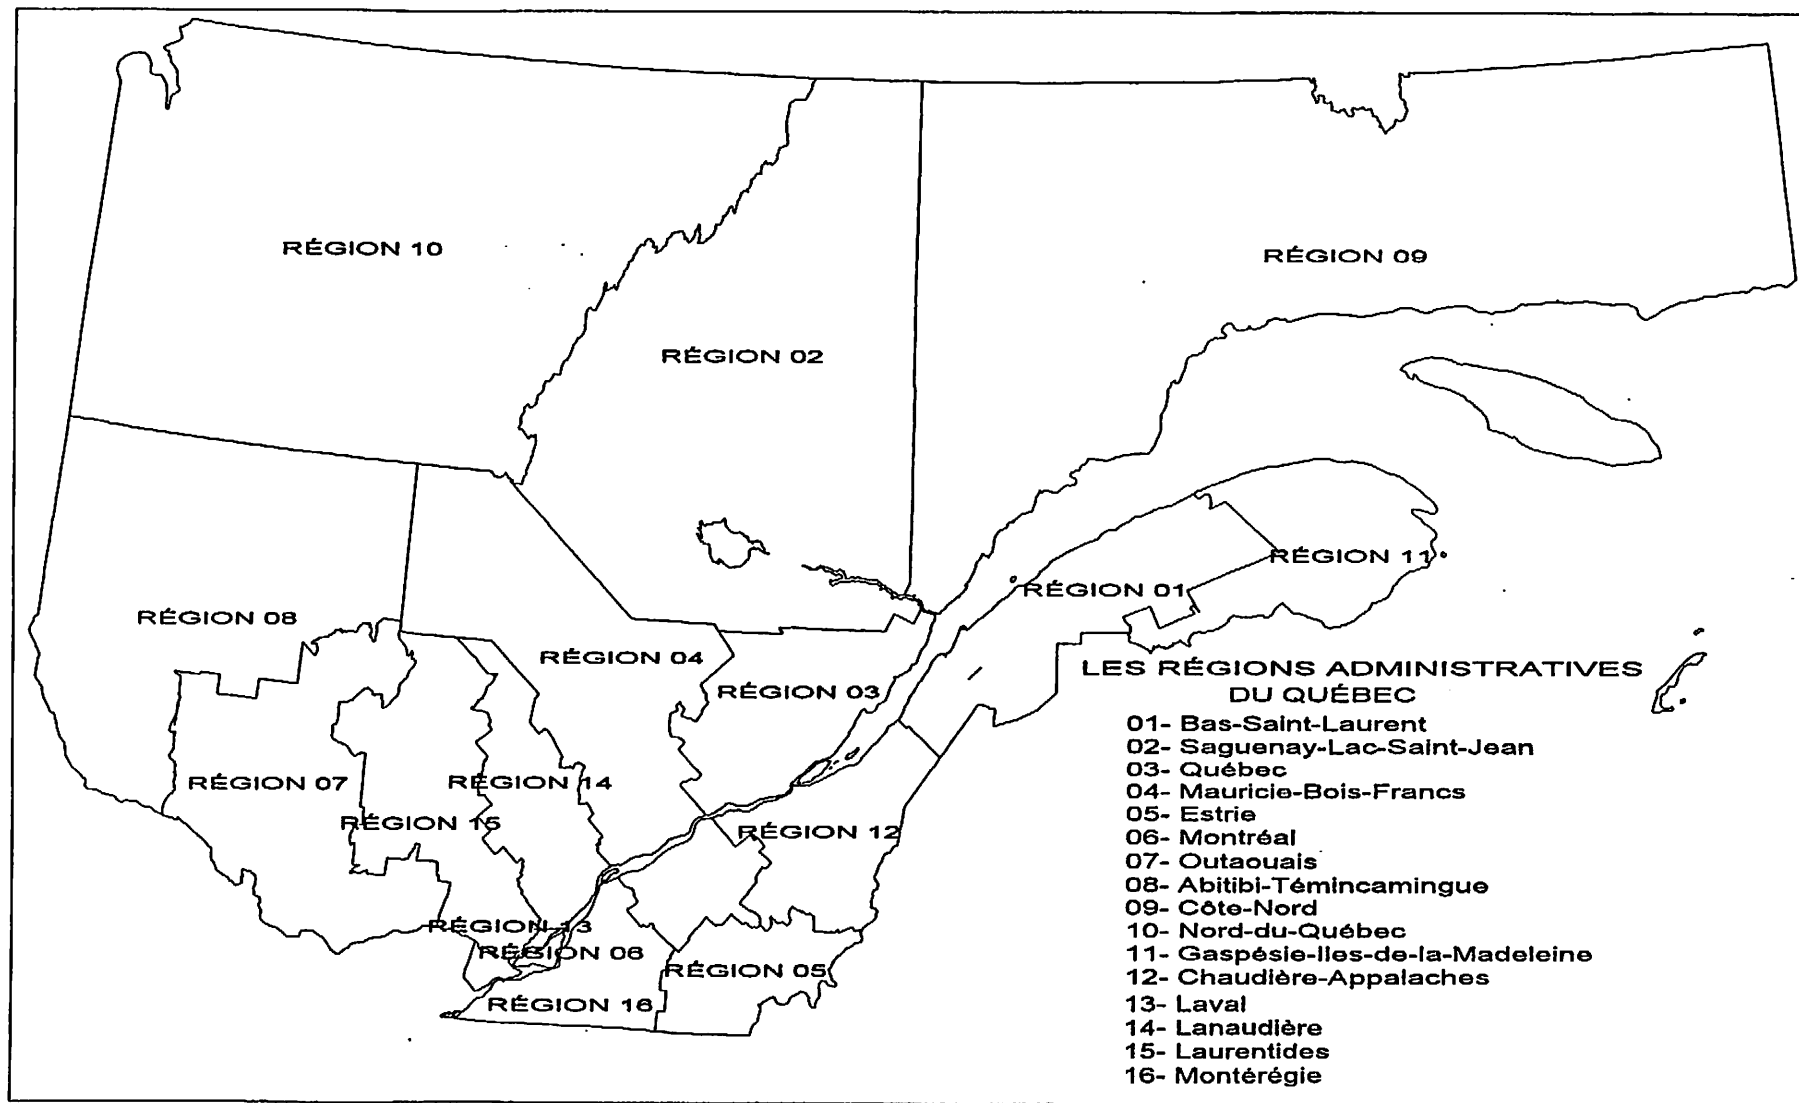 RÉGION 10
RÉGION 09
RÉGION 02
RÉGION 11
RÉGION 01
RÉGION 08
RÉGION 04
RÉGION 03
RÉGION 07
RÉGION 14
RÉGION 15
RÉGION 12
RÉGION 13
RÉGION 06
RÉGION 05
RÉGION 16
LES RÉGIONS ADMINISTRATIVES
DU QUÉBEC
01- Bas-Saint-Laurent
02- Saguenay-Lac-Saint-Jean
03- Québec
04- Mauricie-Bois-Francs
05- Estrie
06- Montréal
07- Outaouais
08- Abitibi-Témincamingue
09- Côte-Nord
10- Nord-du-Québec
11- Gaspésie-Iles-de-la-Madeleine
12- Chaudière-Appalaches
13- Laval
14- Lanaudière
15- Laurentides
16- Montérégie